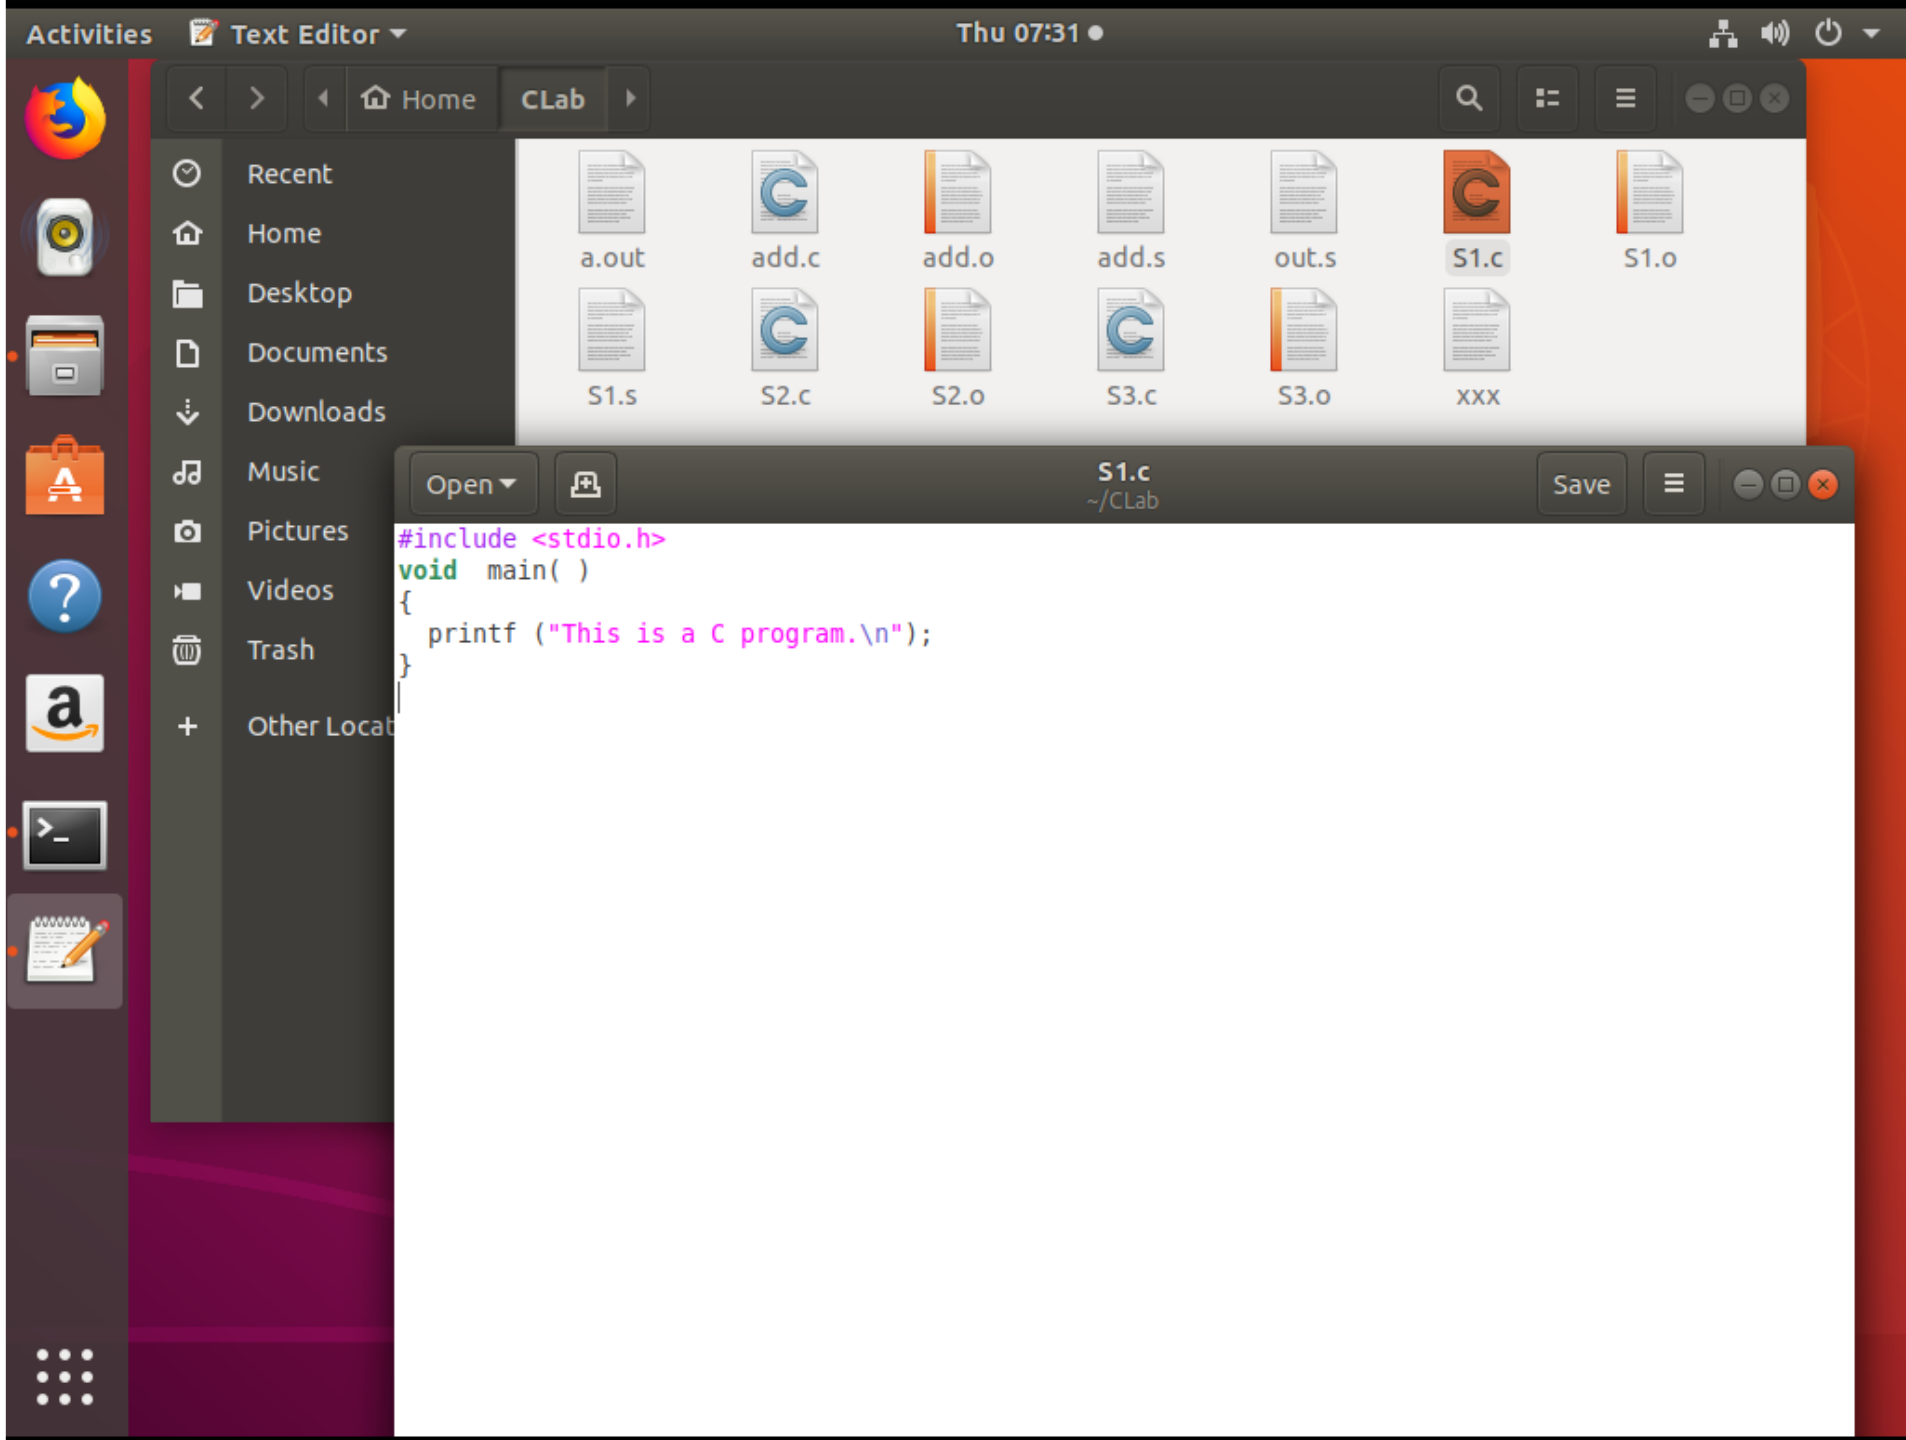 Activities Text Editor Thu 07:31
Home CLab
Recent
Home
Desktop
Documents
Downloads
Music
Pictures
Videos
Trash
Other Locat
a.out add.c add.o add.s out.s S1.c S1.o
S1.s S2.c S2.o S3.c S3.o xxx
Open S1.c Save
~/CLab
#include <stdio.h>
void  main( )
{
  printf ("This is a C program.\n");
}